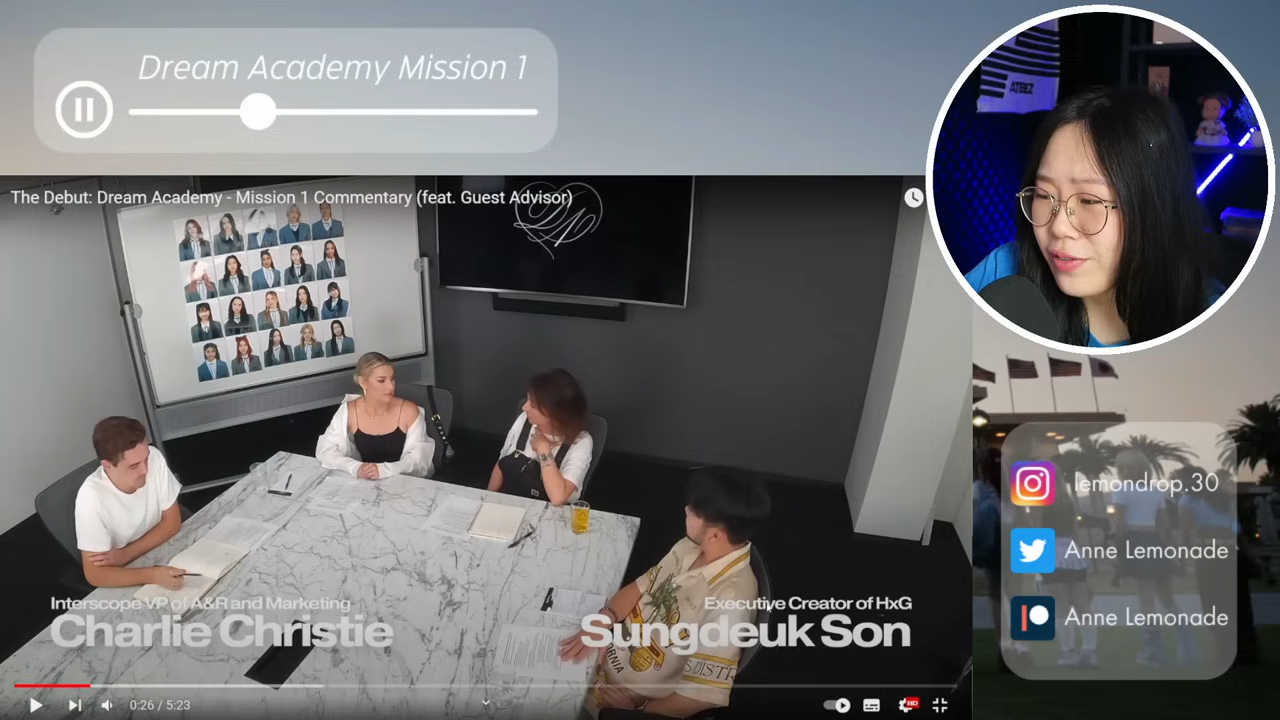 Dream Academy Mission 1
The Debut: Dream Academy - Mission 1 Commentary (feat. Guest Advisor)
ATEEZ
Interscope VP of A&R and Marketing
Charlie Christie
Executive Creator of HxG
Sungdeuk Son
lemondrop.30
Anne Lemonade
Anne Lemonade
0:26 / 5:23
HD